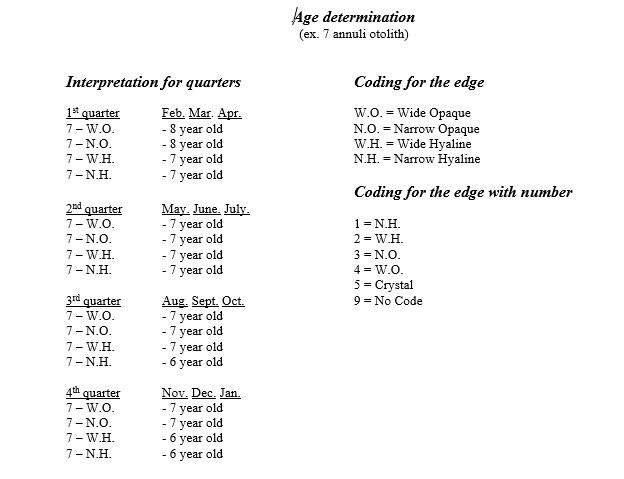 Age determination
(ex. 7 annuli otolith)
Interpretation for quarters
1st quarter Feb. Mar. Apr.
7 – W.O. - 8 year old
7 – N.O. - 8 year old
7 – W.H. - 7 year old
7 – N.H. - 7 year old
2nd quarter May. June. July.
7 – W.O. - 7 year old
7 – N.O. - 7 year old
7 – W.H. - 7 year old
7 – N.H. - 7 year old
3rd quarter Aug. Sept. Oct.
7 – W.O. - 7 year old
7 – N.O. - 7 year old
7 – W.H. - 7 year old
7 – N.H. - 6 year old
4th quarter Nov. Dec. Jan.
7 – W.O. - 7 year old
7 – N.O. - 7 year old
7 – W.H. - 6 year old
7 – N.H. - 6 year old
Coding for the edge
W.O. = Wide Opaque
N.O. = Narrow Opaque
W.H. = Wide Hyaline
N.H. = Narrow Hyaline
Coding for the edge with number
1 = N.H.
2 = W.H.
3 = N.O.
4 = W.O.
5 = Crystal
9 = No Code